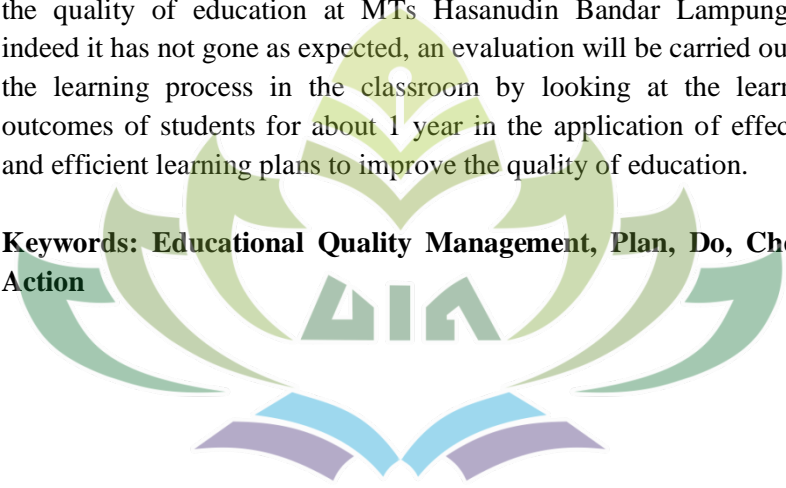 the quality of education at MTs Hasanudin Bandar Lampung
indeed it has not gone as expected, an evaluation will be carried ou
the learning process in the classroom by looking at the learn
outcomes of students for about 1 year in the application of effec
and efficient learning plans to improve the quality of education.
Keywords: Educational Quality Management, Plan, Do, Che
Action
UIN